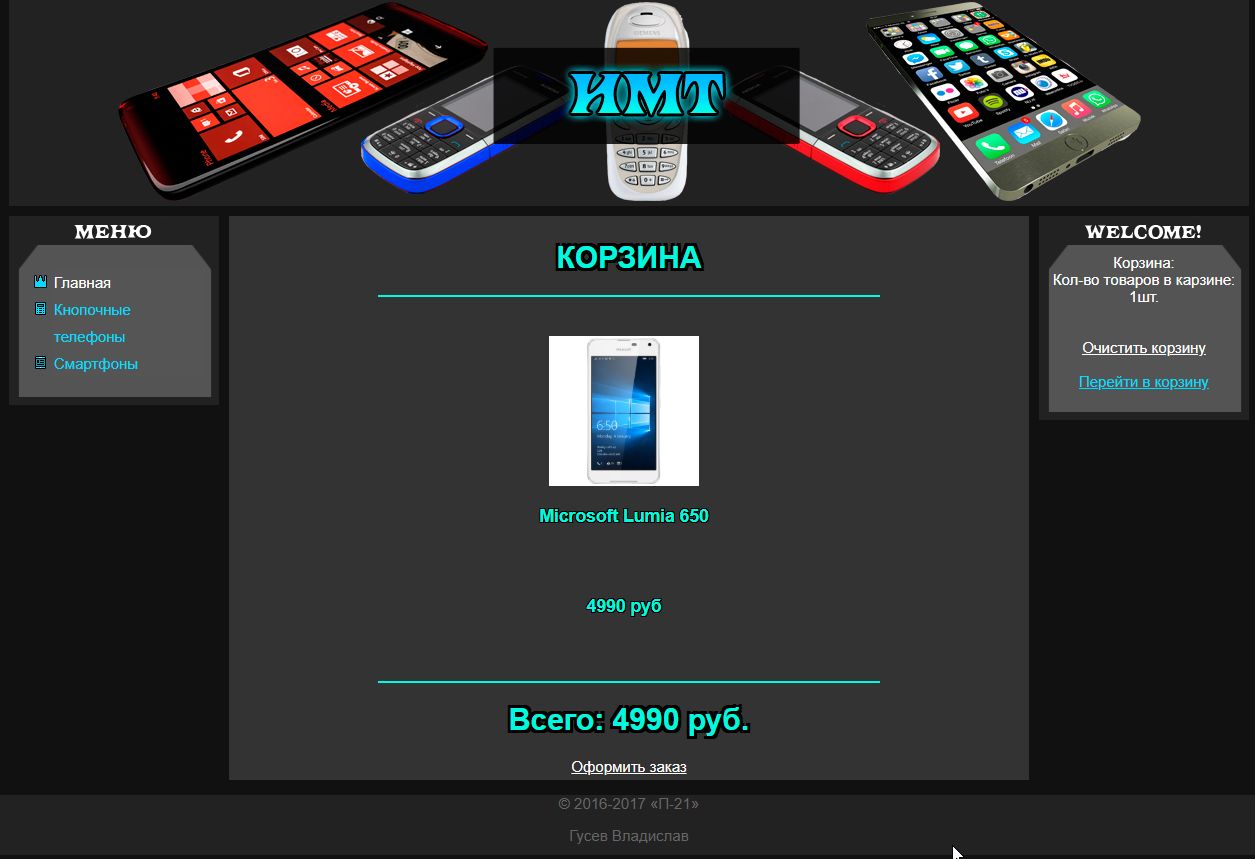 SIEMENS
ИМТ
МЕНЮ
Главная
Кнопочные
телефоны
Смартфоны
КОРЗИНА
Microsoft Lumia 650
4990 руб
Всего: 4990 руб.
Оформить заказ
WELCOME!
Корзина:
Кол-во товаров в карзине:
1шт.
Очистить корзину
Перейти в корзину
© 2016-2017 «П-21»
Гусев Владислав